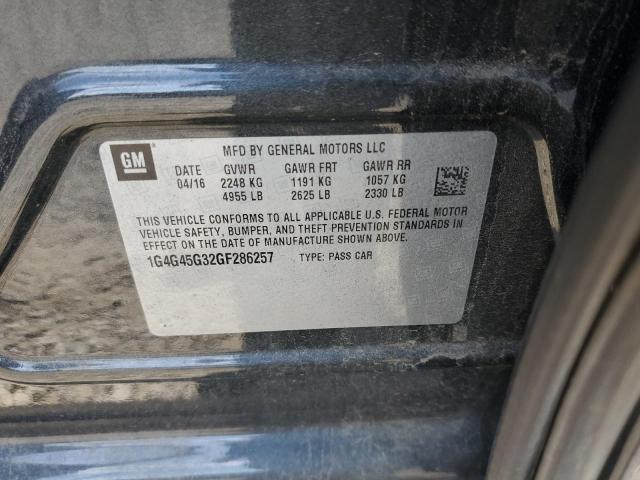 GM
MFD BY GENERAL MOTORS LLC
DATE GVWR GAWR FRT GAWR RR
04/16 2248 KG 1191 KG 1057 KG
4955 LB 2625 LB 2330 LB
THIS VEHICLE CONFORMS TO ALL APPLICABLE U.S. FEDERAL MOTOR
VEHICLE SAFETY, BUMPER, AND THEFT PREVENTION STANDARDS IN
EFFECT ON THE DATE OF MANUFACTURE SHOWN ABOVE.
1G4G45G32GF286257 TYPE: PASS CAR